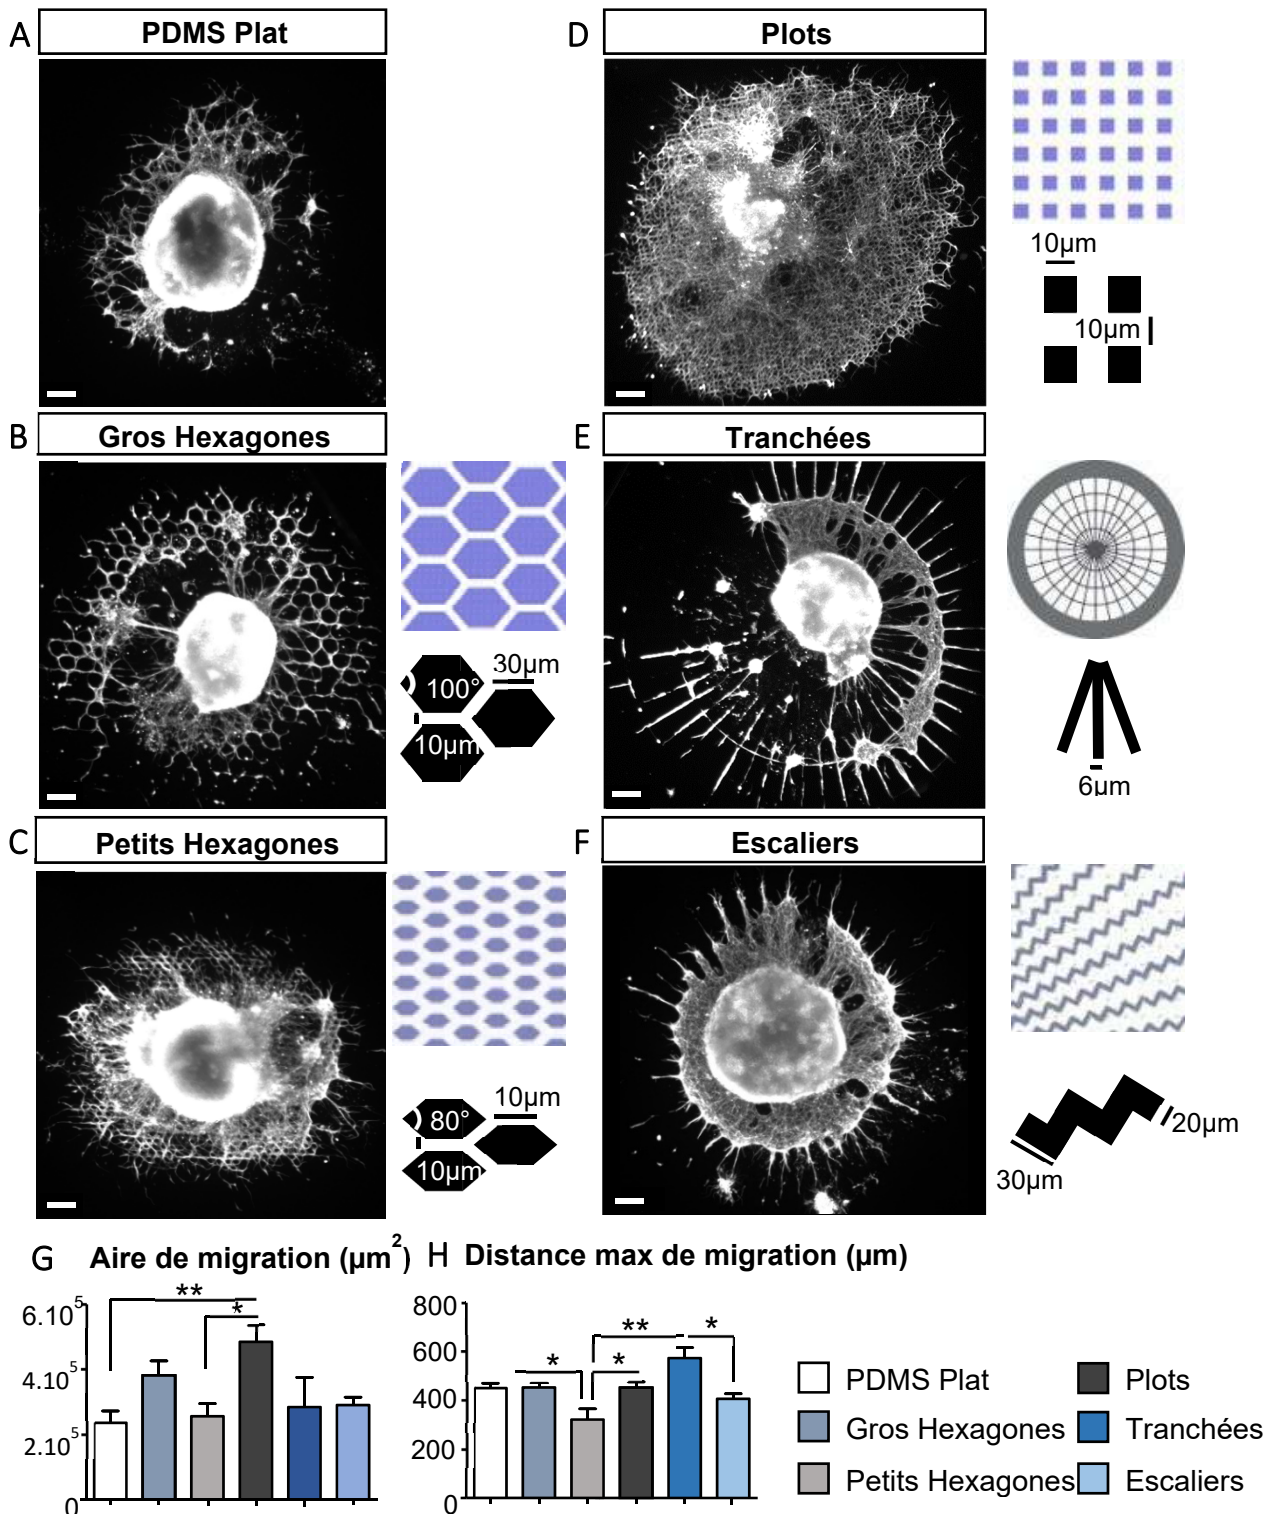 A PDMS Plat
D Plots
10µm
10µm
B Gros Hexagones
E Tranchées
100°
30µm
10µm
6µm
C Petits Hexagones
F Escaliers
80°
10µm
10µm
20µm
30µm
G Aire de migration (µm²)
** 
*
6.10⁵
4.10⁵
2.10⁵
0
H Distance max de migration (µm)
800
600
400
200
0
*
**
*
*
PDMS Plat
Plots
Gros Hexagones
Tranchées
Petits Hexagones
Escaliers